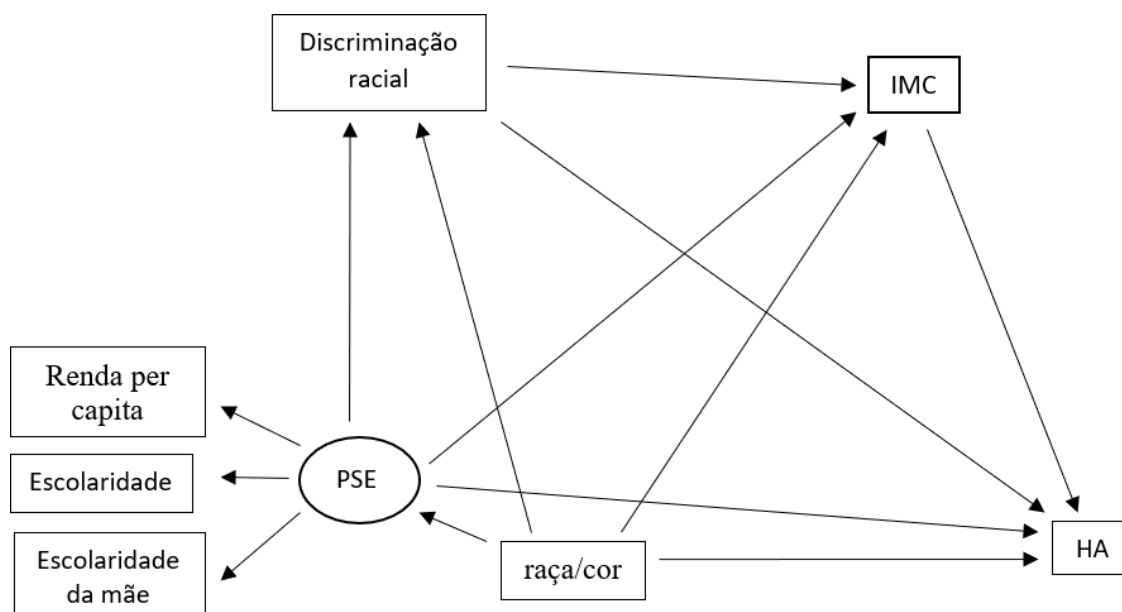 Discriminação
racial
IMC
Renda per
capita
Escolaridade
PSE
Escolaridade
da mãe
raça/cor
HA